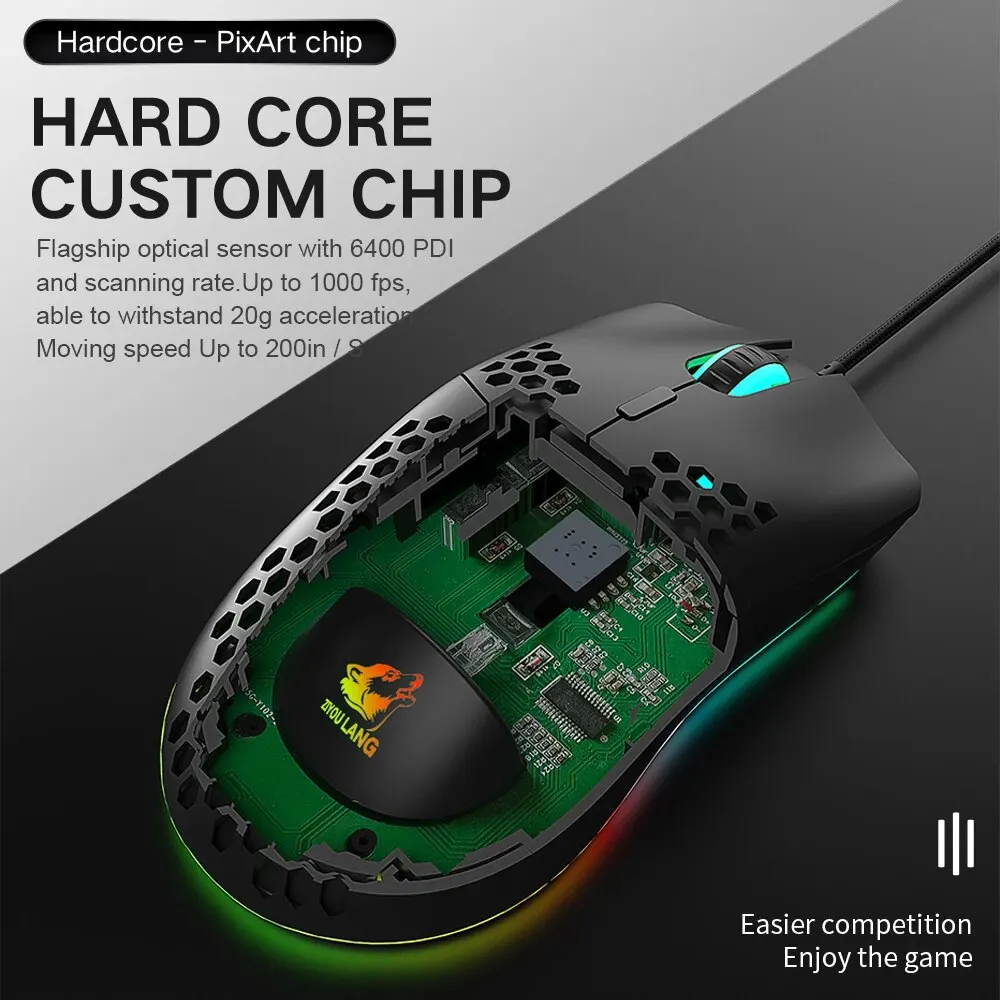 Hardcore - PixArt chip
HARD CORE
CUSTOM CHIP
Flagship optical sensor with 6400 PDI
and scanning rate.Up to 1000 fps,
able to withstand 20g acceleration
Moving speed Up to 200in / S
ZIYOU LANG
Easier competition
Enjoy the game